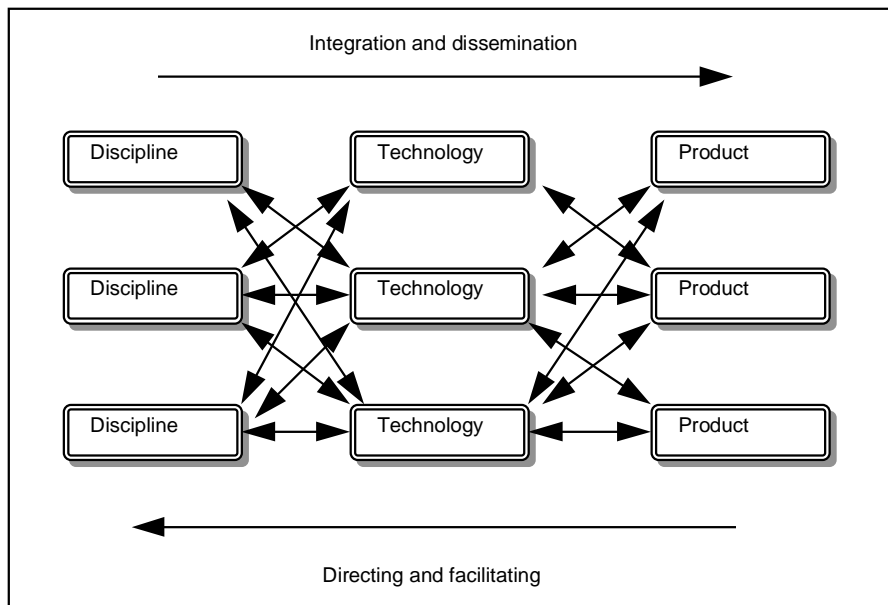 Integration and dissemination
Discipline
Technology
Product
Discipline
Technology
Product
Discipline
Technology
Product
Directing and facilitating